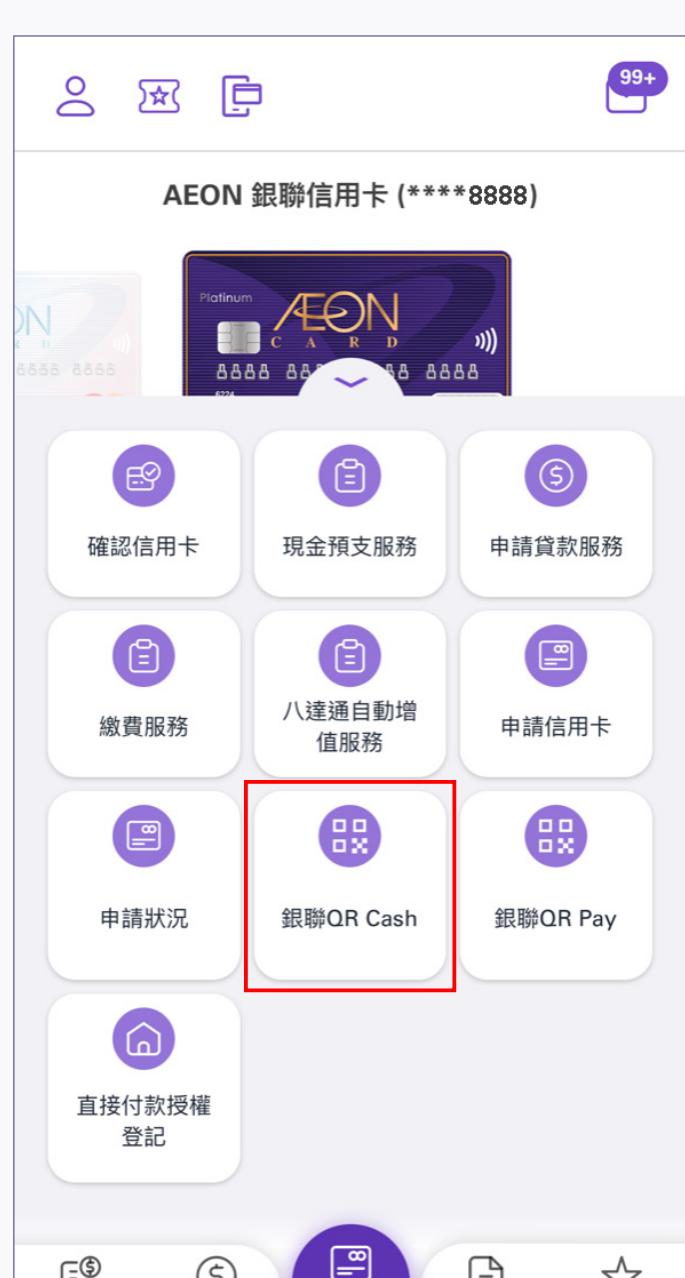 99+
AEON 銀聯信用卡 (****8888)
Platinum
AEON
CARD
8888 88 88 8888
6224
確認信用卡
現金預支服務
申請貸款服務
繳費服務
八達通自動增
值服務
申請信用卡
申請狀況
銀聯QR Cash
銀聯QR Pay
直接付款授權
登記